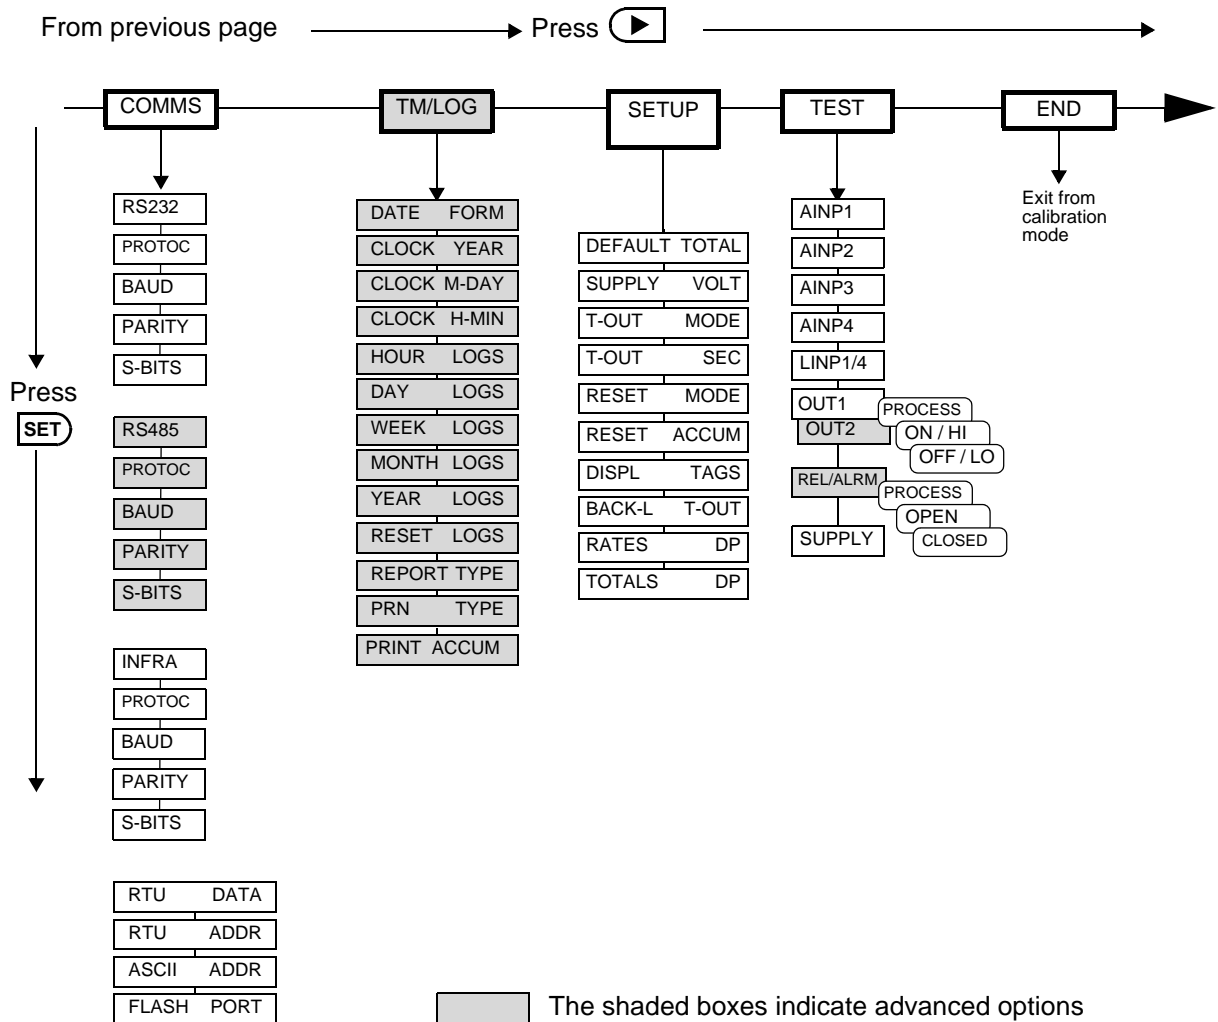 From previous page
Press
COMMS
TM/LOG
SETUP
TEST
END
Press
SET
RS232
PROTOC
BAUD
PARITY
S-BITS
RS485
PROTOC
BAUD
PARITY
S-BITS
INFRA
PROTOC
BAUD
PARITY
S-BITS
RTU DATA
RTU ADDR
ASCII ADDR
FLASH PORT
DATE FORM
CLOCK YEAR
CLOCK M-DAY
CLOCK H-MIN
HOUR LOGS
DAY LOGS
WEEK LOGS
MONTH LOGS
YEAR LOGS
RESET LOGS
REPORT TYPE
PRN TYPE
PRINT ACCUM
DEFAULT TOTAL
SUPPLY VOLT
T-OUT MODE
T-OUT SEC
RESET MODE
RESET ACCUM
DISPL TAGS
BACK-L T-OUT
RATES DP
TOTALS DP
AINP1
AINP2
AINP3
AINP4
LINP1/4
OUT1
OUT2
PROCESS
ON / HI
OFF / LO
REL/ALRM
PROCESS
OPEN
CLOSED
SUPPLY
Exit from
calibration
mode
The shaded boxes indicate advanced options